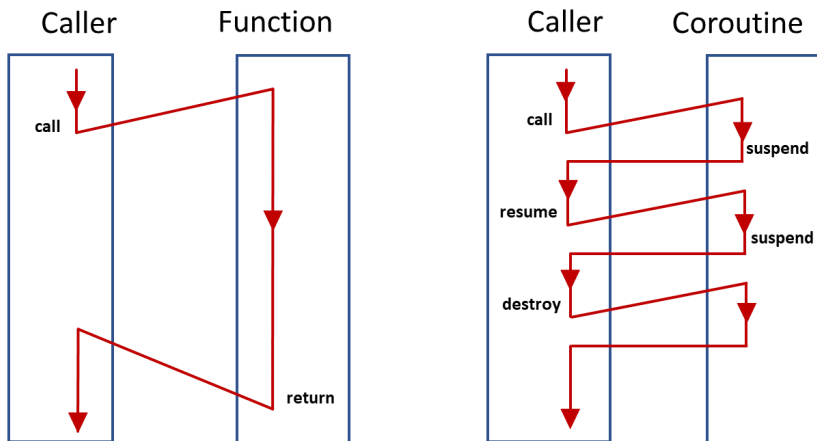 Caller Function
call
return
Caller Coroutine
call
suspend
resume
suspend
destroy